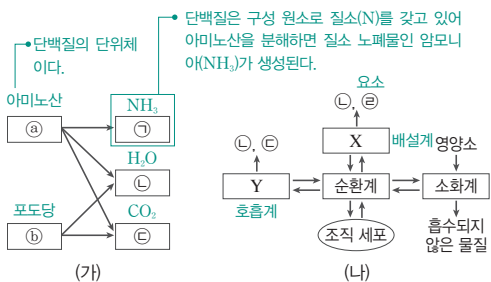 단백질은 구성 원소로 질소(N)를 갖고 있어
아미노산을 분해하면 질소 노폐물인 암모니
아(NH₃)가 생성된다.
단백질의 단위체
이다.
아미노산
ⓐ
NH₃
㉠
H₂O
㉡
포도당
ⓑ
CO₂
㉢
(가)
요소
㉡, ㉣
㉡, ㉢
X
배설계
영양소
Y
순환계
소화계
호흡계
조직 세포
흡수되지
않은 물질
(나)